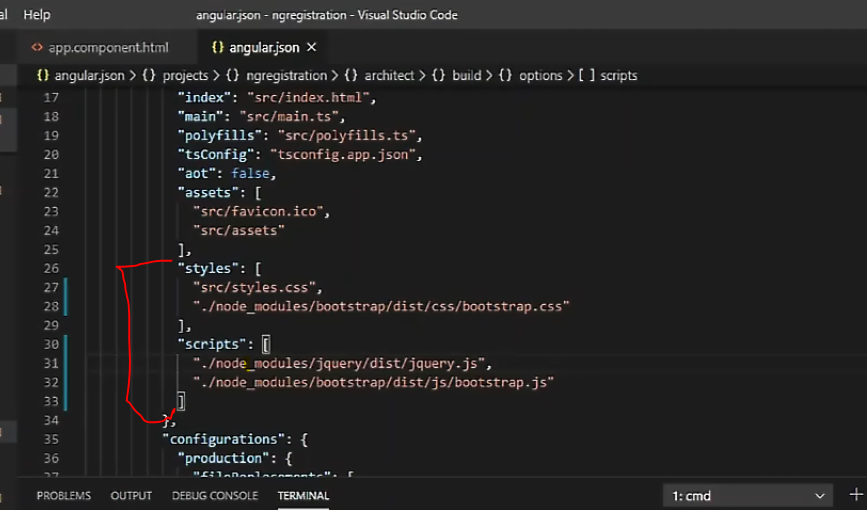 Help
angular.json - ngregistration - Visual Studio Code
<> app.component.html
{} angular.json ×
{} angular.json > {} projects > {} ngregistration > {} architect > {} build > {} options > [ ] scripts
17 "index": "src/index.html",
18 "main": "src/main.ts",
19 "polyfills": "src/polyfills.ts",
20 "tsConfig": "tsconfig.app.json",
21 "aot": false,
22 "assets": [
23 "src/favicon.ico",
24 "src/assets"
25 ],
26 "styles": [
27 "src/styles.css",
28 "./node_modules/bootstrap/dist/css/bootstrap.css"
29 ],
30 "scripts": [
31 "./node_modules/jquery/dist/jquery.js",
32 "./node_modules/bootstrap/dist/js/bootstrap.js"
33 ]
34 },
35 "configurations": {
36 "production": {
37 "fileReplacements": [
PROBLEMS OUTPUT DEBUG CONSOLE TERMINAL
1: cmd